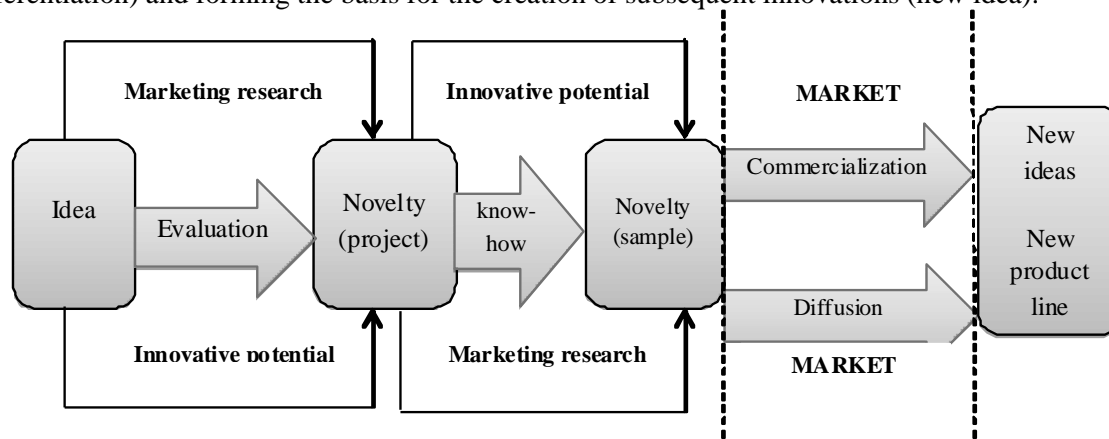 erentiation) and forming the basis for the creation of subsequent innovations (new idea).
Marketing research
Innovative potential
MARKET
Idea
Evaluation
Novelty
(project)
know-
how
Novelty
(sample)
Commercialization
New
ideas
New
product
line
Diffusion
Innovative potential
Marketing research
MARKET